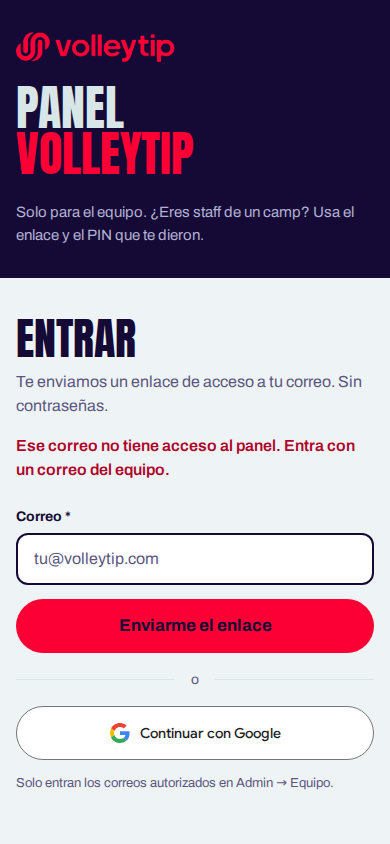 volleytip
PANEL
VOLLEYTIP
Solo para el equipo. ¿Eres staff de un camp? Usa el
enlace y el PIN que te dieron.
ENTRAR
Te enviamos un enlace de acceso a tu correo. Sin
contraseñas.
Ese correo no tiene acceso al panel. Entra con
un correo del equipo.
Correo *
tu@volleytip.com
Enviarme el enlace
o
Continuar con Google
Solo entran los correos autorizados en Admin → Equipo.